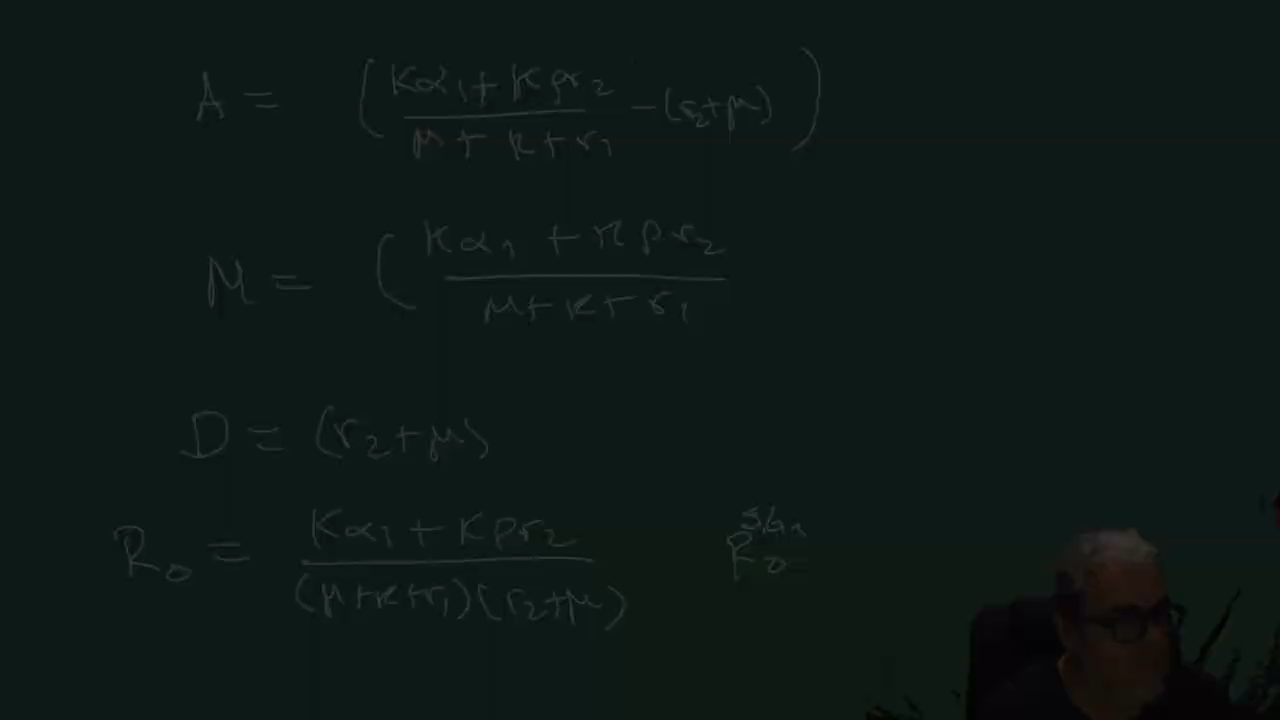 A = ( (Kα₁ + Kρr₂) / (μ + K + r₁) − (r₂+μ) )
M = ( (Kα₁ + Kρr₂) / (μ + K + r₁)
D = (r₂+μ)
R₀ = (Kα₁ + Kρr₂) / ((μ+K+r₁)(r₂+μ)) R₀